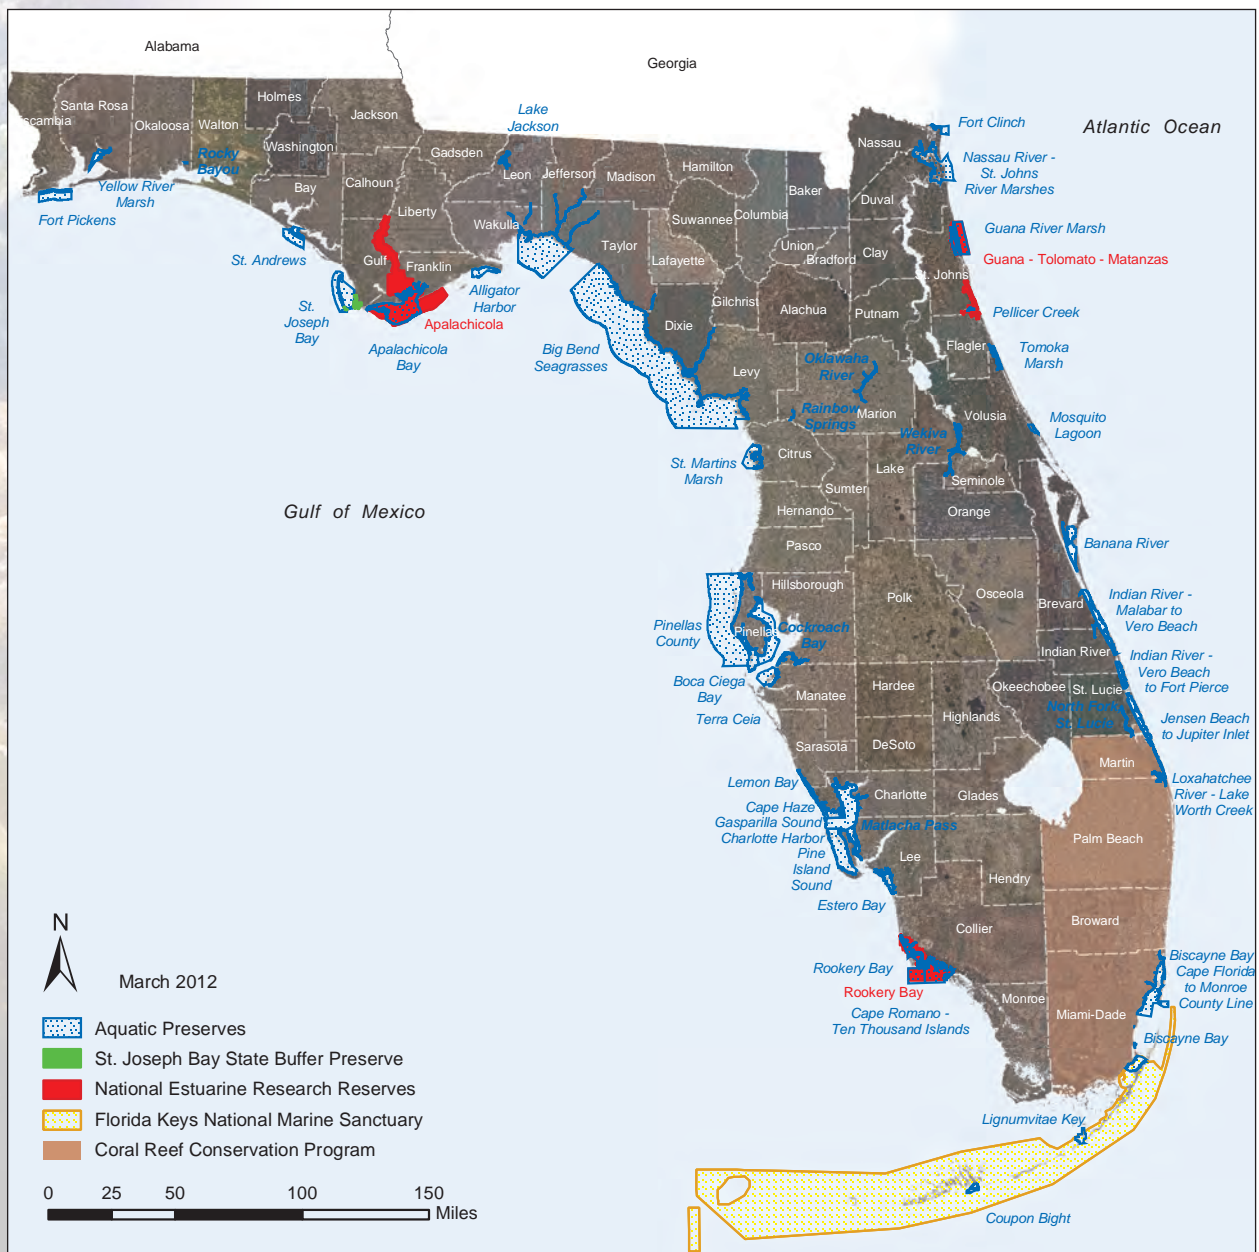 Alabama
Georgia
Atlantic Ocean
Gulf of Mexico
Santa Rosa
scambia
Okaloosa
Walton
Holmes
Washington
Jackson
Bay
Calhoun
Gadsden
Liberty
Gulf
Franklin
Leon
Wakulla
Jefferson
Madison
Taylor
Hamilton
Suwannee
Lafayette
Columbia
Baker
Union
Bradford
Nassau
Duval
Clay
St. Johns
Gilchrist
Alachua
Putnam
Dixie
Levy
Flagler
Marion
Volusia
Citrus
Lake
Sumter
Seminole
Hernando
Orange
Pasco
Hillsborough
Pinellas
Polk
Osceola
Brevard
Indian River
Manatee
Hardee
Okeechobee
St. Lucie
Highlands
Sarasota
DeSoto
Martin
Charlotte
Glades
Palm Beach
Lee
Hendry
Broward
Collier
Monroe
Miami-Dade
Lake
Jackson
Rocky
Bayou
Yellow River
Marsh
Fort Pickens
St. Andrews
St.
Joseph
Bay
Apalachicola
Apalachicola
Bay
Alligator
Harbor
Big Bend
Seagrasses
Fort Clinch
Nassau River -
St. Johns
River Marshes
Guana River Marsh
Guana - Tolomato - Matanzas
Pellicer Creek
Tomoka
Marsh
Oklawaha
River
Rainbow
Springs
Wekiva
River
Mosquito
Lagoon
St. Martins
Marsh
Banana River
Indian River -
Malabar to
Vero Beach
Indian River -
Vero Beach
to Fort Pierce
North Fork,
St. Lucie
Jensen Beach
to Jupiter Inlet
Loxahatchee
River - Lake
Worth Creek
Pinellas
County
Cockroach
Bay
Boca Ciega
Bay
Terra Ceia
Lemon Bay
Cape Haze
Gasparilla Sound
Charlotte Harbor
Matlacha Pass
Pine
Island
Sound
Estero Bay
Rookery Bay
Rookery Bay
Cape Romano -
Ten Thousand Islands
Biscayne Bay
Cape Florida
to Monroe
County Line
Biscayne Bay
Lignumvitae Key
Coupon Bight
N
March 2012
Aquatic Preserves
St. Joseph Bay State Buffer Preserve
National Estuarine Research Reserves
Florida Keys National Marine Sanctuary
Coral Reef Conservation Program
0 25 50 100 150
Miles